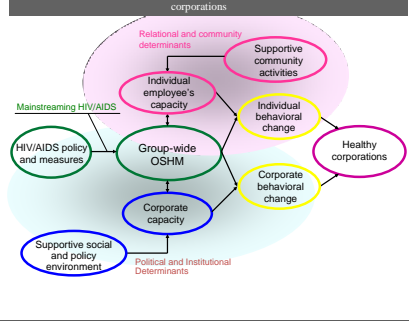 corporations
Relational and community
determinants
Supportive
community
activities
Individual
employee's
capacity
Mainstreaming HIV/AIDS
Individual
behavioral
change
HIV/AIDS policy
and measures
Group-wide
OSHM
Healthy
corporations
Corporate
behavioral
change
Corporate
capacity
Supportive social
and policy
environment
Political and Institutional
Determinants